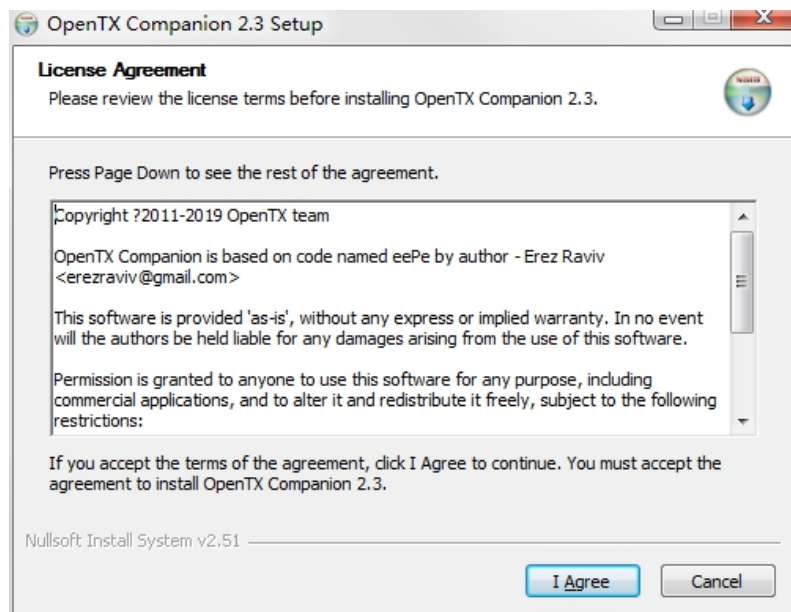 OpenTX Companion 2.3 Setup
License Agreement
Please review the license terms before installing OpenTX Companion 2.3.
Press Page Down to see the rest of the agreement.
Copyright ?2011-2019 OpenTX team
OpenTX Companion is based on code named eePe by author - Erez Raviv
<erezraviv@gmail.com>
This software is provided 'as-is', without any express or implied warranty. In no event
will the authors be held liable for any damages arising from the use of this software.
Permission is granted to anyone to use this software for any purpose, including
commercial applications, and to alter it and redistribute it freely, subject to the following
restrictions:
If you accept the terms of the agreement, click I Agree to continue. You must accept the
agreement to install OpenTX Companion 2.3.
Nullsoft Install System v2.51
I Agree
Cancel